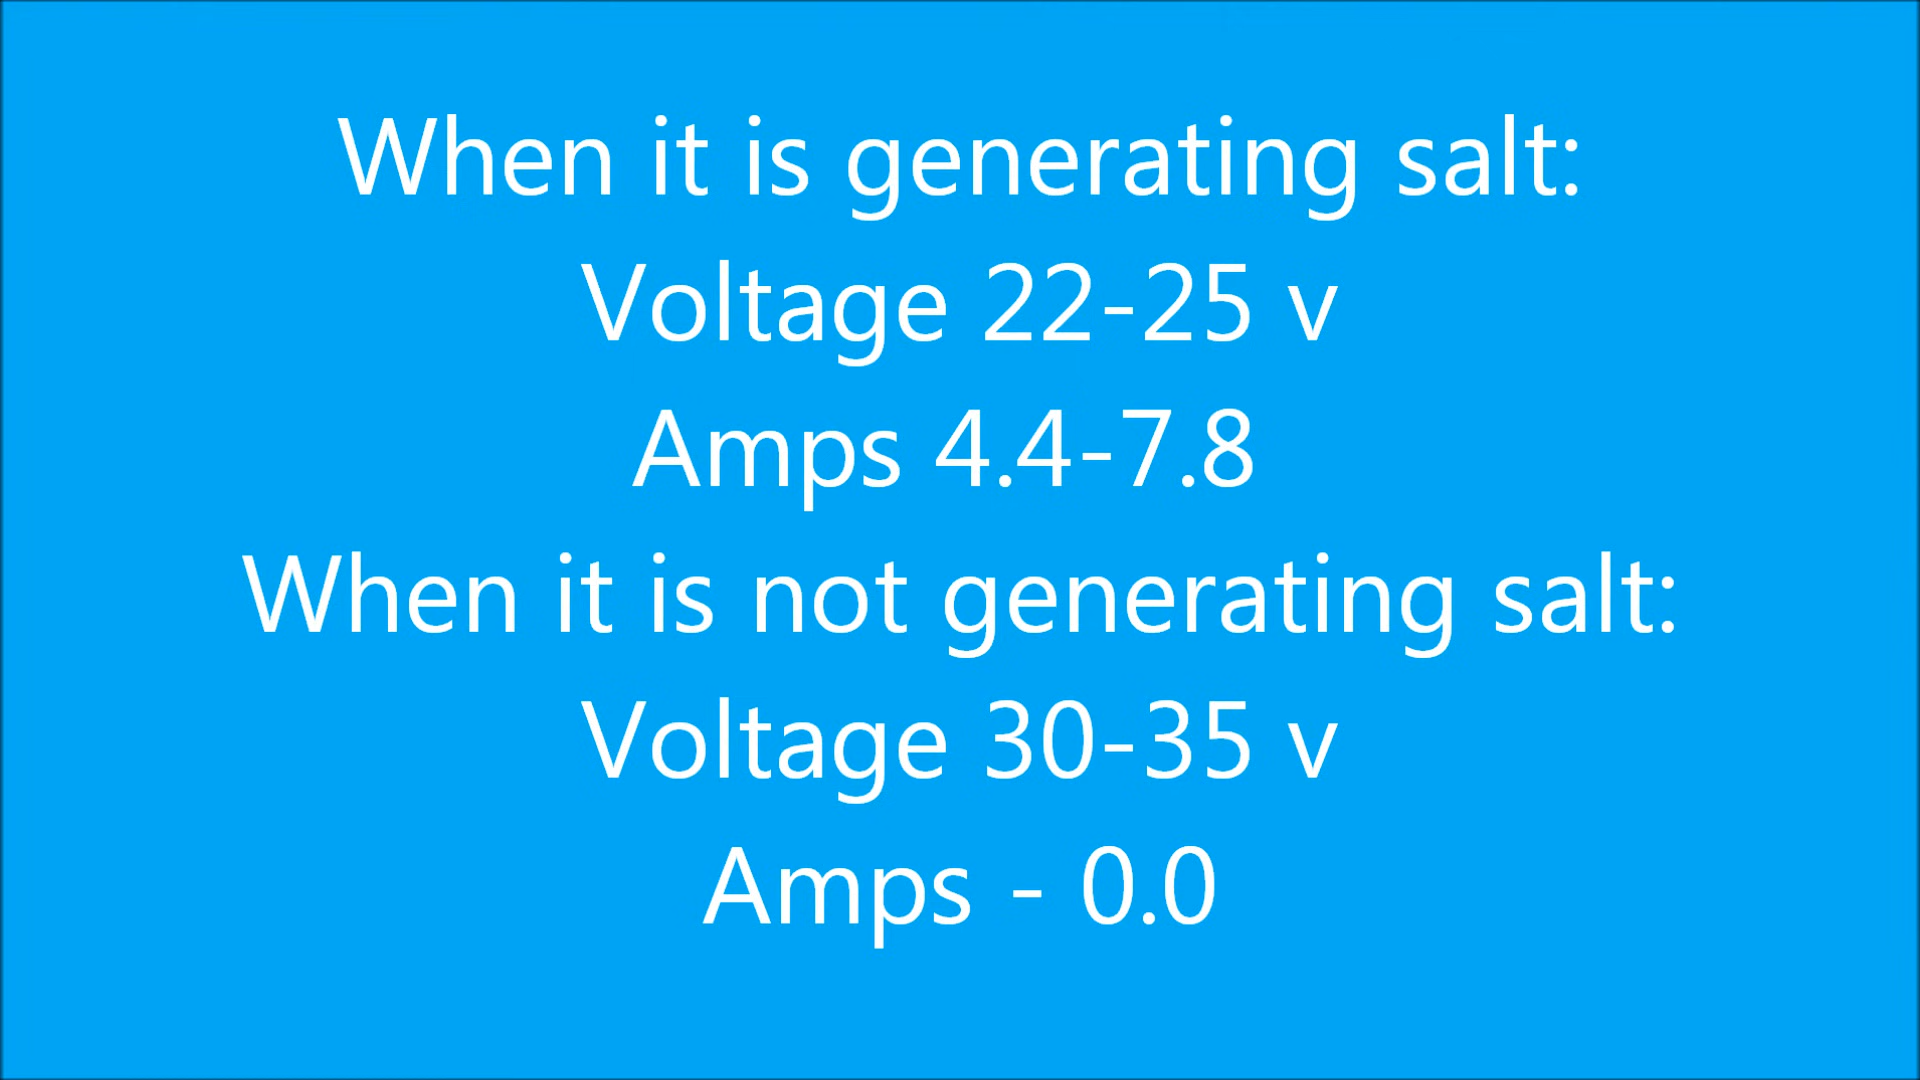 When it is generating salt:
Voltage 22-25 v
Amps 4.4-7.8
When it is not generating salt:
Voltage 30-35 v
Amps - 0.0